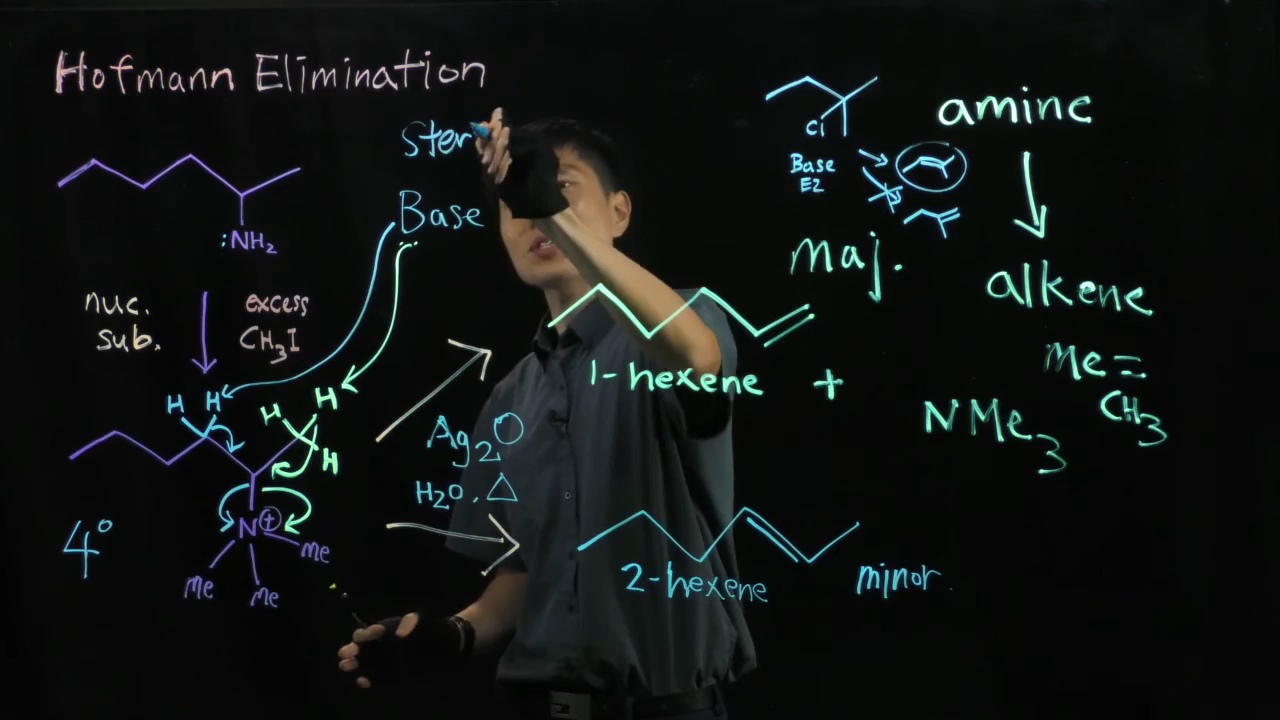 Hofmann Elimination
ster
Base
:NH2
nuc.
sub.
excess
CH3I
H H
H H
H
N⊕
Me
Me Me
4°
Ag2O
H2O, △
Cl
Base
E2
amine
alkene
maj.
1-hexene +
NMe3
Me =
CH3
2-hexene
minor.